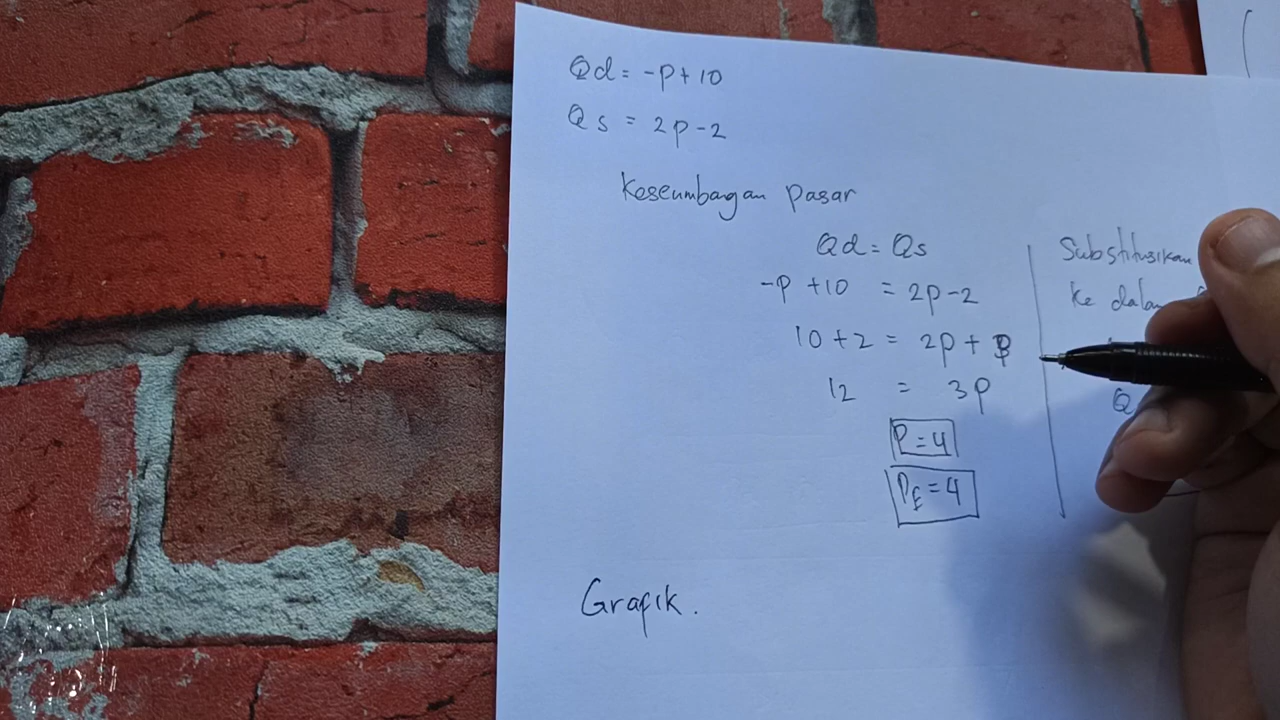 Qd = -P + 10
Qs = 2P - 2
Keseumbagan Pasar
Qd = Qs
-P + 10 = 2P - 2
10 + 2 = 2P + P
12 = 3P
P = 4
PE = 4
Substitusikan
ke dalam
Q
Grafik.